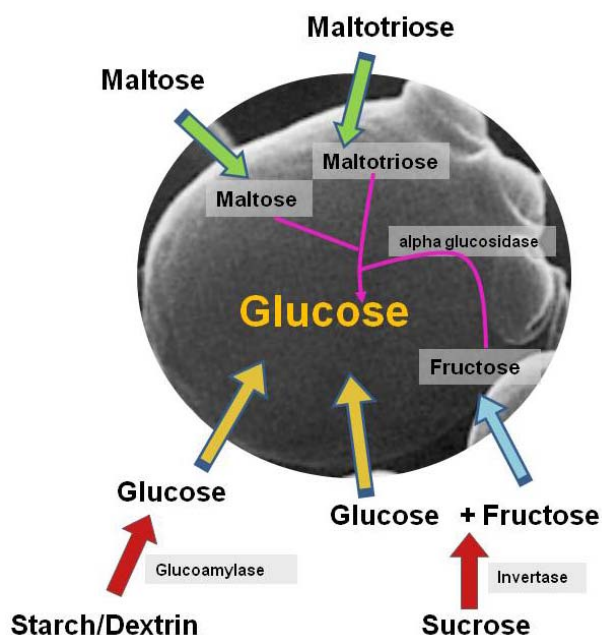 Maltotriose
Maltose
Maltotriose
Maltose
alpha glucosidase
Glucose
Fructose
Glucose
Glucose + Fructose
Glucoamylase
Invertase
Starch/Dextrin
Sucrose